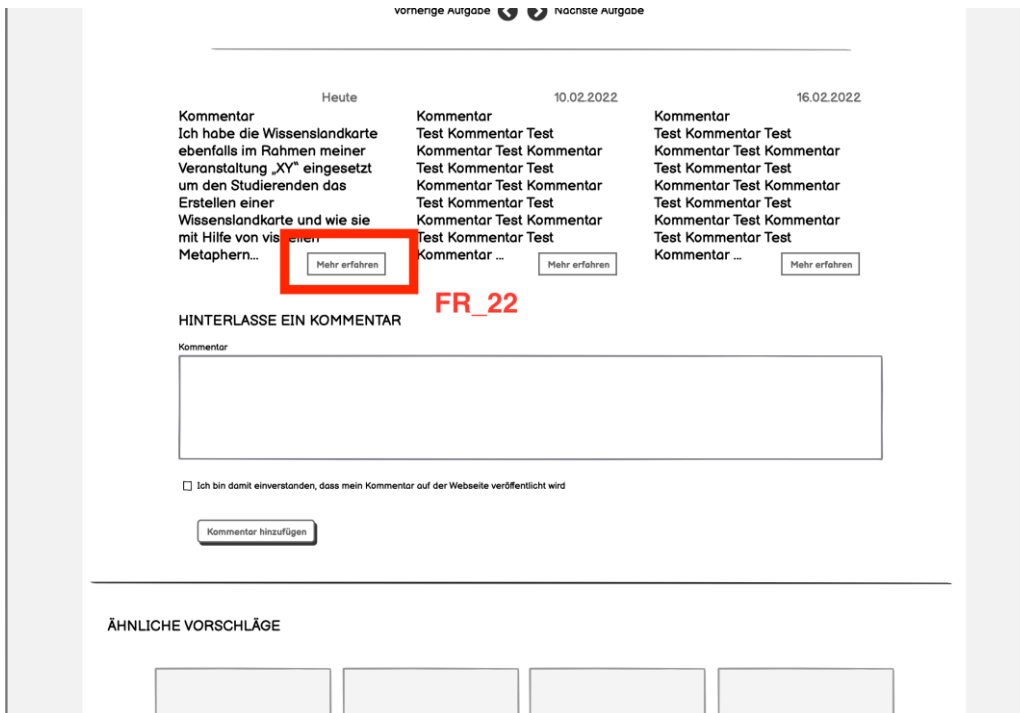 Vorherige Aufgabe Nächste Aufgabe
Heute
Kommentar
Ich habe die Wissenslandkarte
ebenfalls im Rahmen meiner
Veranstaltung „XY“ eingesetzt
um den Studierenden das
Erstellen einer
Wissenslandkarte und wie sie
mit Hilfe von visuellen
Metaphern...
Mehr erfahren
10.02.2022
Kommentar
Test Kommentar Test
Kommentar Test Kommentar
Test Kommentar Test
Kommentar Test Kommentar
Test Kommentar Test
Kommentar Test Kommentar
Test Kommentar Test
Kommentar ...
Mehr erfahren
16.02.2022
Kommentar
Test Kommentar Test
Kommentar Test Kommentar
Test Kommentar Test
Kommentar Test Kommentar
Test Kommentar Test
Kommentar Test Kommentar
Test Kommentar Test
Kommentar ...
Mehr erfahren
FR_22
HINTERLASSE EIN KOMMENTAR
Kommentar
Ich bin damit einverstanden, dass mein Kommentar auf der Webseite veröffentlicht wird
Kommentar hinzufügen
ÄHNLICHE VORSCHLÄGE